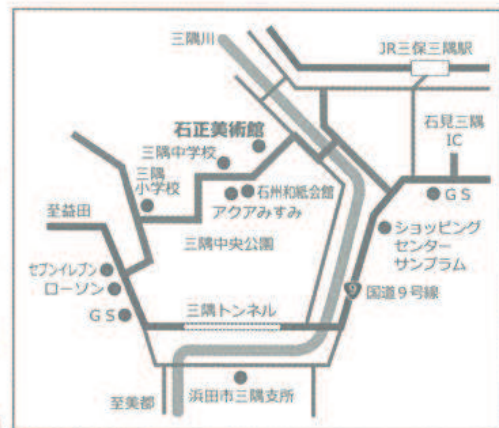 三隅川
JR三保三隅駅
石正美術館
三隅中学校
石見三隅
IC
三隅
小学校
石州和紙会館
アクアみすみ
GS
至益田
三隅中央公園
ショッピング
センター
サンプラム
セブンイレブン
ローソン
GS
三隅トンネル
9
国道9号線
至美都
浜田市三隅支所